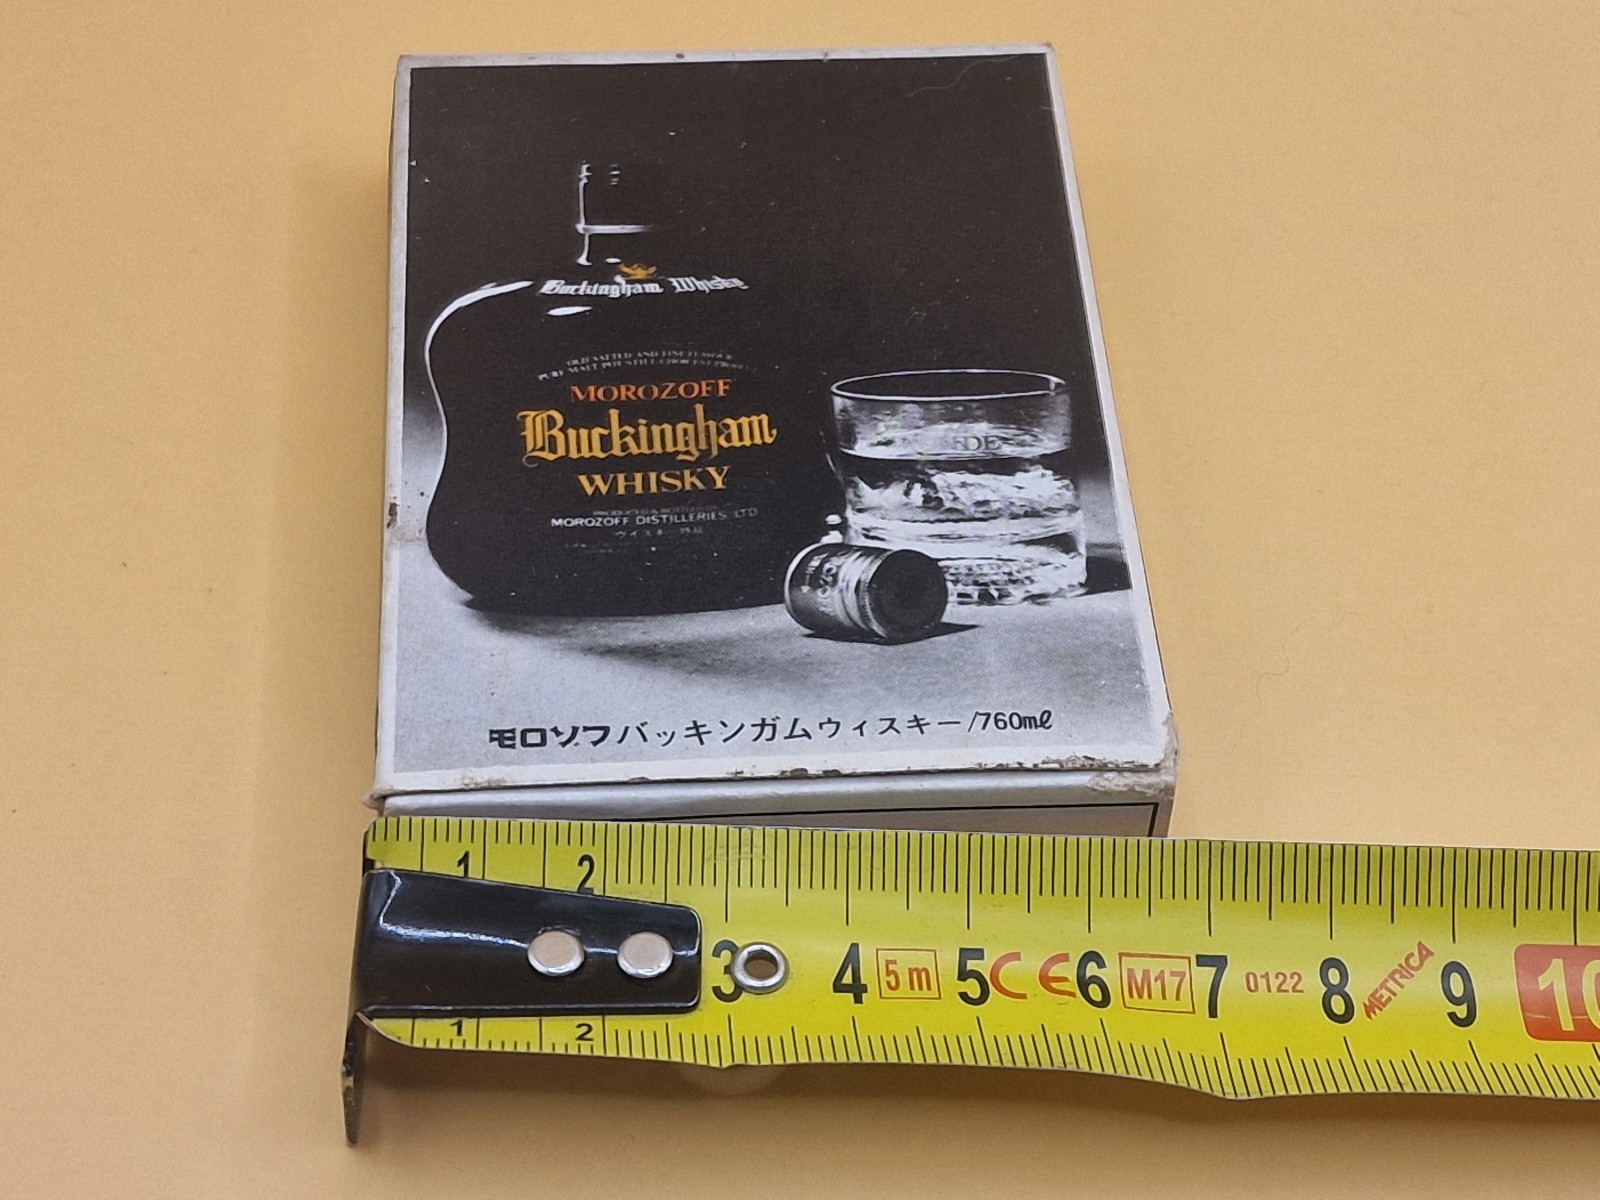 Buckingham Whisky
MOROZOFF
Buckingham
WHISKY
MOROZOFF DISTILLERIES LTD
モロゾフバッキンガムウィスキー/760mℓ
1 2
3 4 5m 5 CE 6 M17 7 0122 8 METRICA 9 10
1 2